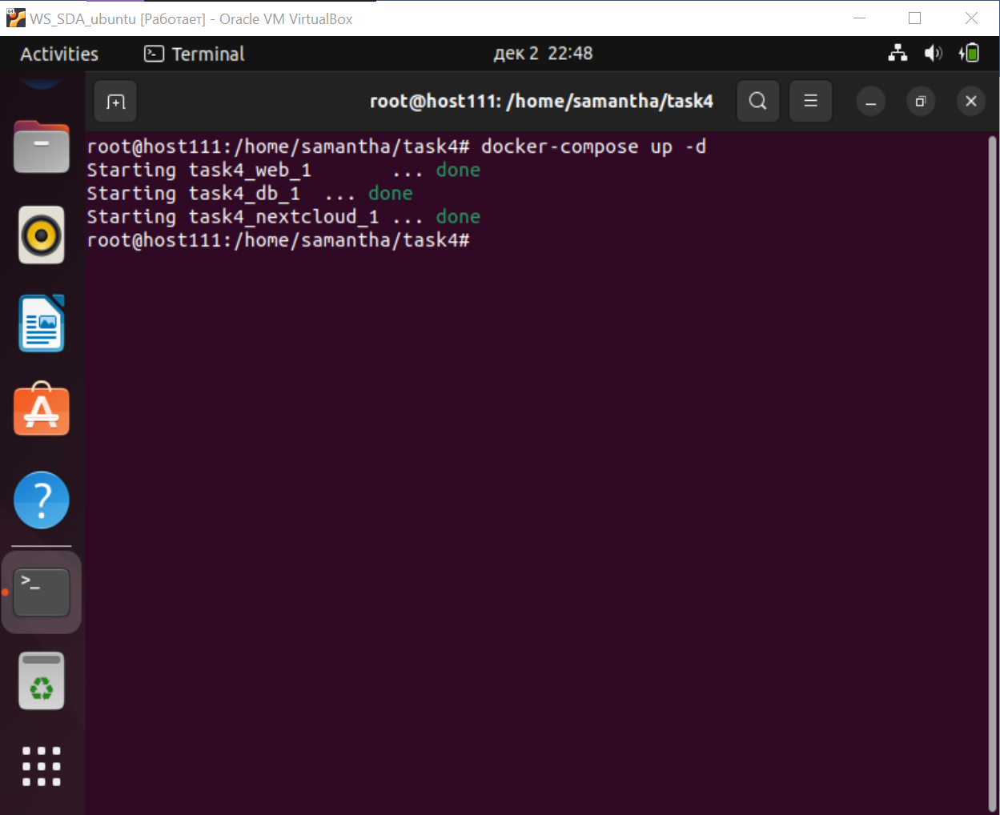 WS_SDA_ubuntu [Работает] - Oracle VM VirtualBox
Activities Terminal дек 2 22:48
root@host111: /home/samantha/task4
root@host111:/home/samantha/task4# docker-compose up -d
Starting task4_web_1 ... done
Starting task4_db_1 ... done
Starting task4_nextcloud_1 ... done
root@host111:/home/samantha/task4#